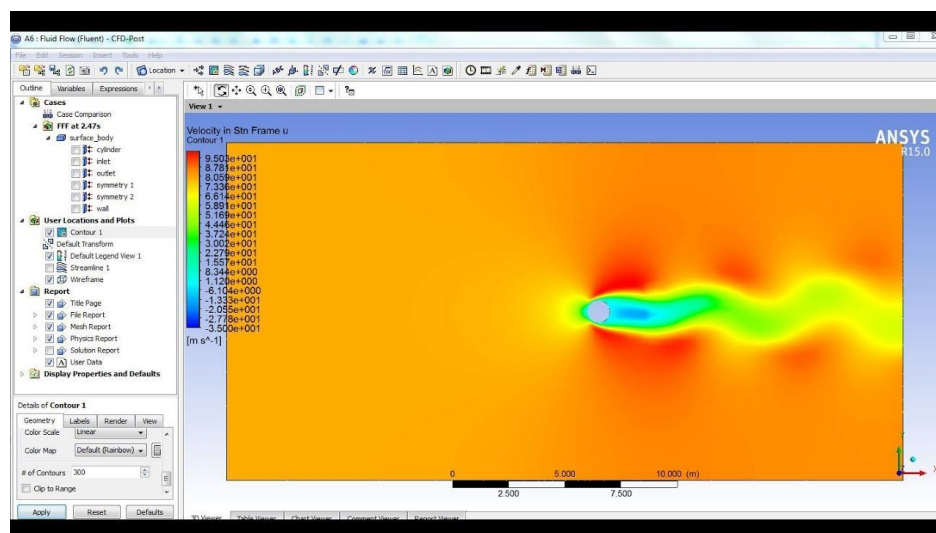 A6 : Fluid Flow (Fluent) - CFD-Post
File Edit Session Insert Tools Help
Location
Outline Variables Expressions
Cases
Case Comparison
FFF at 2.47s
surface_body
cylinder
inlet
outlet
symmetry 1
symmetry 2
wall
User Locations and Plots
Contour 1
Default Transform
Default Legend View 1
Streamline 1
Wireframe
Report
Title Page
File Report
Mesh Report
Physics Report
Solution Report
User Data
Display Properties and Defaults
Details of Contour 1
Geometry Labels Render View
Color Scale Linear
Color Map Default (Rainbow)
# of Contours 300
Clip to Range
Apply Reset Defaults
View 1
Velocity in Stn Frame u
Contour 1
9.503e+001
8.781e+001
8.059e+001
7.336e+001
6.614e+001
5.891e+001
5.169e+001
4.446e+001
3.724e+001
3.002e+001
2.279e+001
1.557e+001
8.344e+000
1.120e+000
-6.104e+000
-1.333e+001
-2.055e+001
-2.778e+001
-3.500e+001
[m s^-1]
ANSYS
R15.0
0 5.000 10.000 (m)
2.500 7.500
X
3D Viewer Table Viewer Chart Viewer Comment Viewer Report Viewer